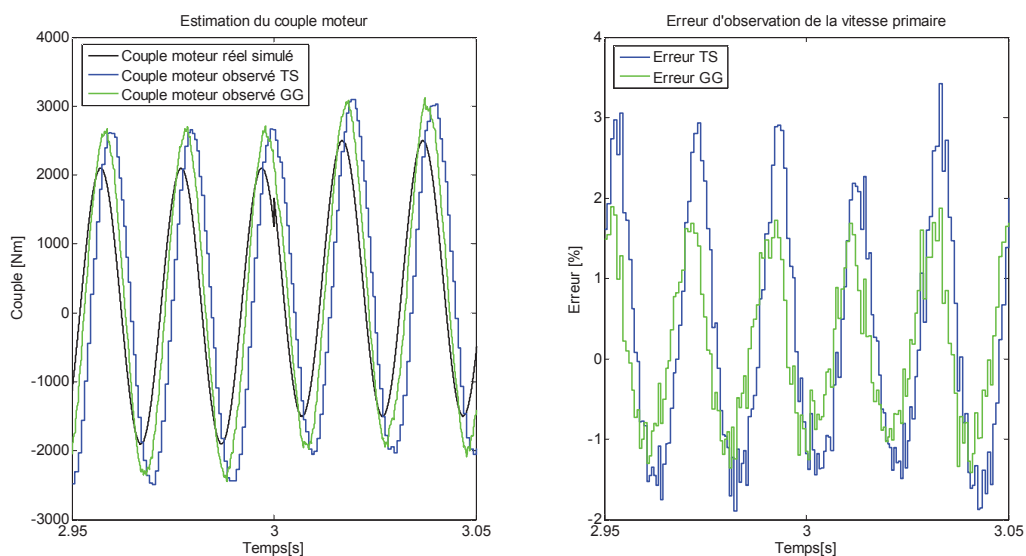 Estimation du couple moteur
4000
3000
2000
1000
0
-1000
-2000
-3000
Couple [Nm]
Couple moteur réel simulé
Couple moteur observé TS
Couple moteur observé GG
2.95
3
3.05
Temps[s]
Erreur d'observation de la vitesse primaire
4
3
2
1
0
-1
-2
Erreur [%]
Erreur TS
Erreur GG
2.95
3
3.05
Temps[s]